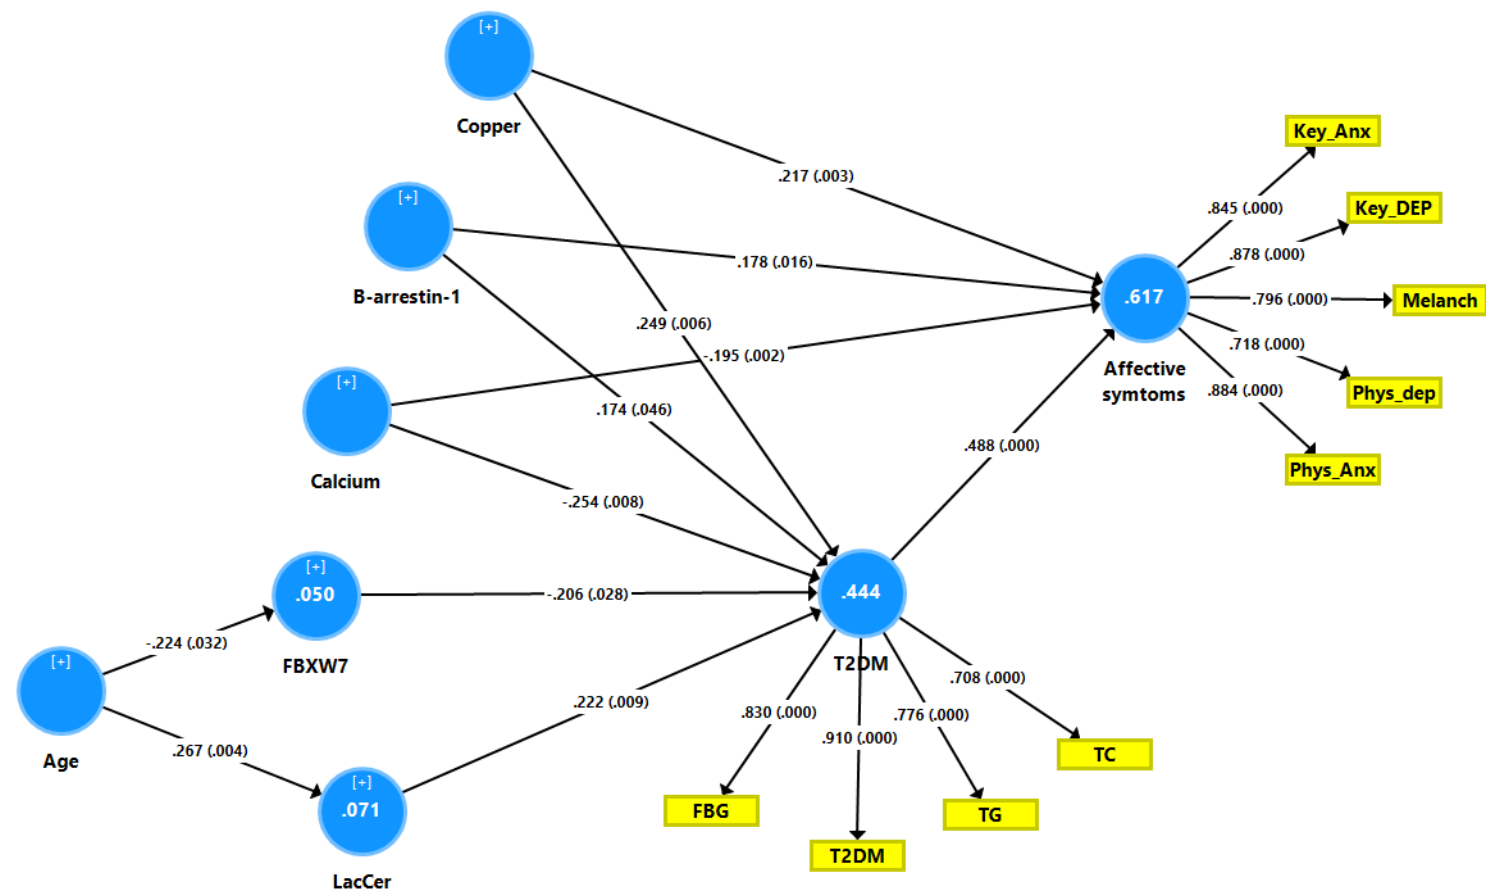 [+]
Copper
[+]
B-arrestin-1
[+]
Calcium
[+]
.050
FBXW7
[+]
Age
[+]
.071
LacCer
.217 (.003)
.178 (.016)
.249 (.006)
-.195 (.002)
.174 (.046)
-.254 (.008)
-.206 (.028)
-.224 (.032)
.267 (.004)
.222 (.009)
.488 (.000)
.617
Affective
symtoms
.845 (.000)
.878 (.000)
.796 (.000)
.718 (.000)
.884 (.000)
Key_Anx
Key_DEP
Melanch
Phys_dep
Phys_Anx
.444
T2DM
.830 (.000)
.910 (.000)
.776 (.000)
.708 (.000)
FBG
T2DM
TG
TC